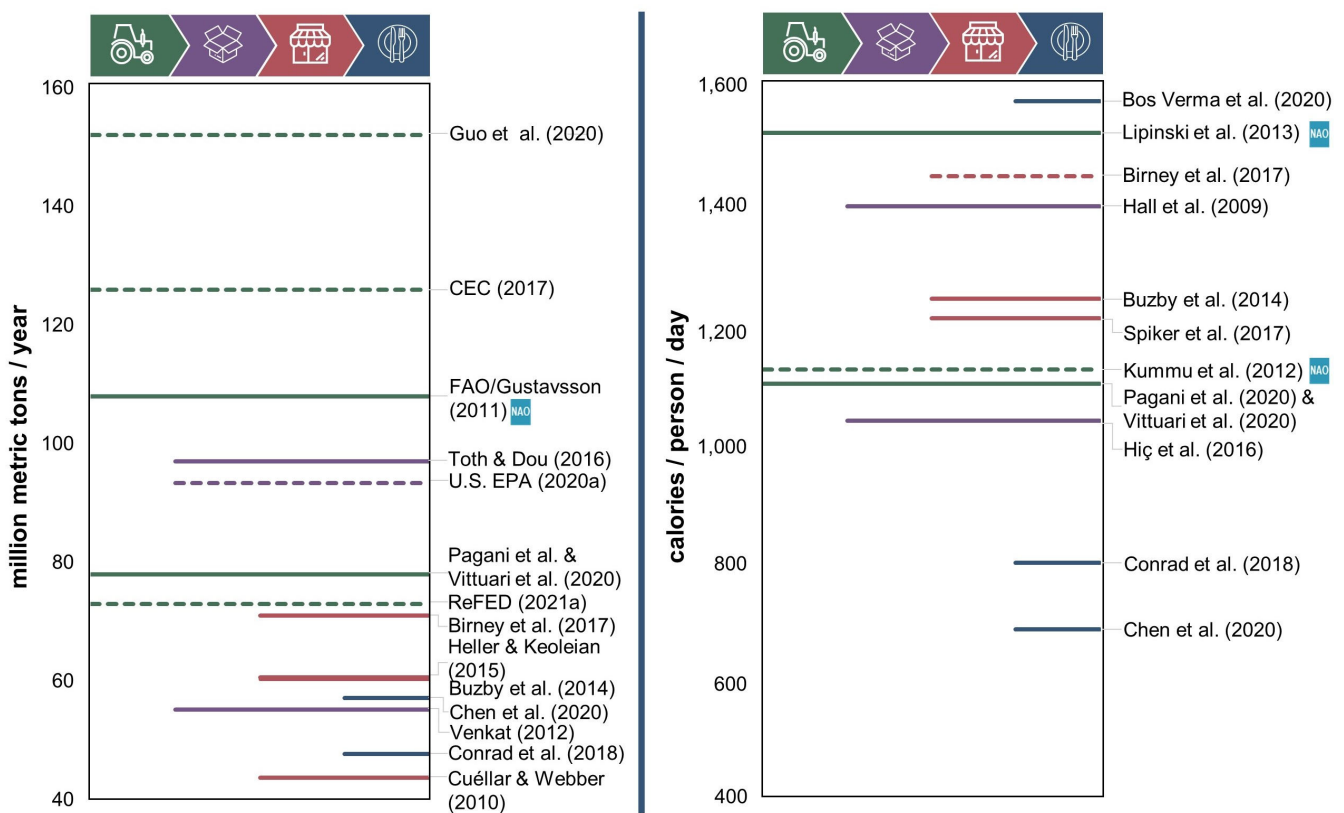 160
140
120
100
80
60
40
million metric tons / year
Guo et al. (2020)
CEC (2017)
FAO/Gustavsson
(2011) NAO
Toth & Dou (2016)
U.S. EPA (2020a)
Pagani et al. &
Vittuari et al. (2020)
ReFED (2021a)
Birney et al. (2017)
Heller & Keoleian
(2015)
Buzby et al. (2014)
Chen et al. (2020)
Venkat (2012)
Conrad et al. (2018)
Cuéllar & Webber
(2010)
1,600
1,400
1,200
1,000
800
600
400
calories / person / day
Bos Verma et al. (2020)
Lipinski et al. (2013) NAO
Birney et al. (2017)
Hall et al. (2009)
Buzby et al. (2014)
Spiker et al. (2017)
Kummu et al. (2012) NAO
Pagani et al. (2020) &
Vittuari et al. (2020)
Hiç et al. (2016)
Conrad et al. (2018)
Chen et al. (2020)